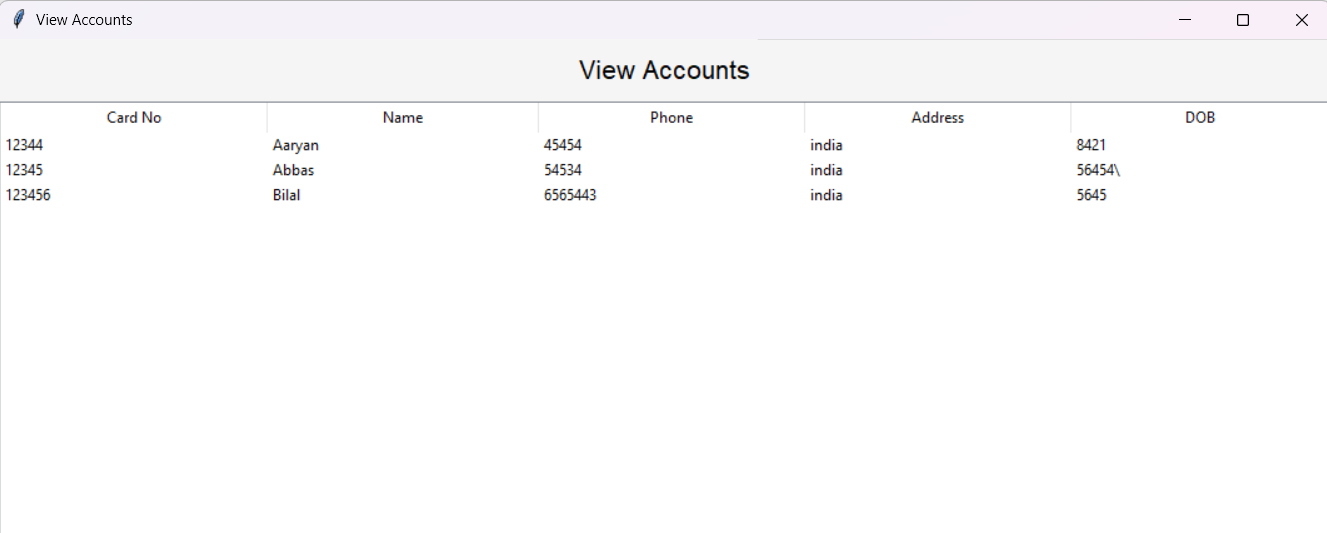 View Accounts
View Accounts
Card No Name Phone Address DOB
12344 Aaryan 45454 india 8421
12345 Abbas 54534 india 56454\
123456 Bilal 6565443 india 5645